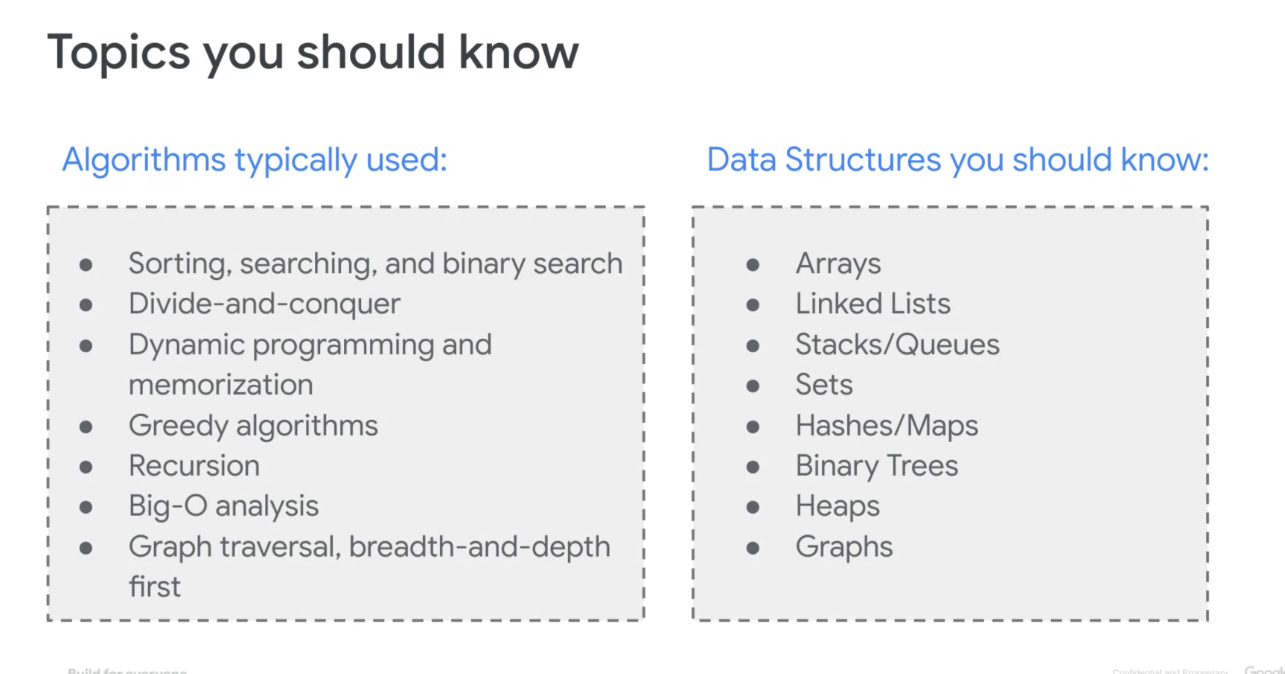 Topics you should know
Algorithms typically used:
● Sorting, searching, and binary search
● Divide-and-conquer
● Dynamic programming and
memorization
● Greedy algorithms
● Recursion
● Big-O analysis
● Graph traversal, breadth-and-depth
first
Data Structures you should know:
● Arrays
● Linked Lists
● Stacks/Queues
● Sets
● Hashes/Maps
● Binary Trees
● Heaps
● Graphs
Build for everyone
Confidential and Proprietary
Google